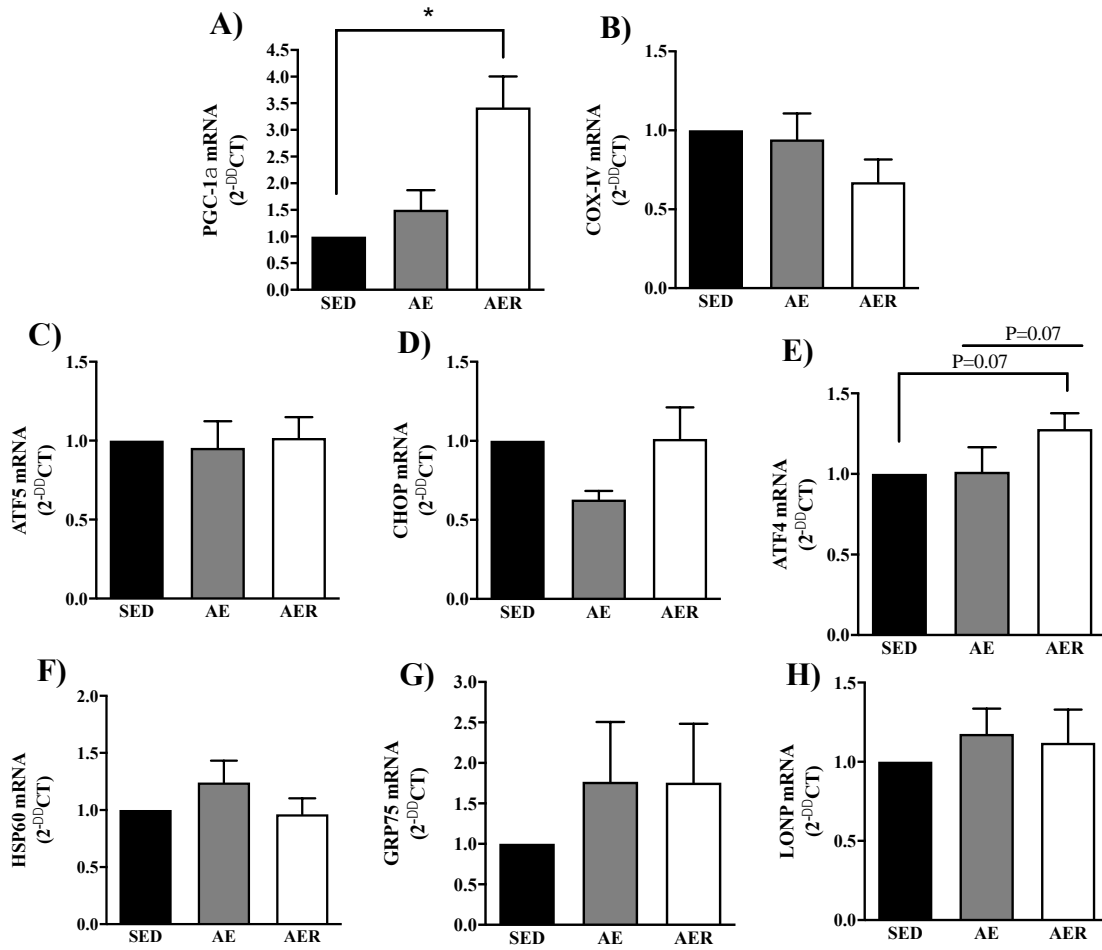 A)
*
PGC-1a mRNA
(2-DDCT)
4.5
4.0
3.5
3.0
2.5
2.0
1.5
1.0
0.5
0.0
SED AE AER
B)
COX-IV mRNA
(2-DDCT)
1.5
1.0
0.5
0.0
SED AE AER
C)
ATF5 mRNA
(2-DDCT)
1.5
1.0
0.5
0.0
SED AE AER
D)
CHOP mRNA
(2-DDCT)
1.5
1.0
0.5
0.0
SED AE AER
E)
P=0.07
P=0.07
ATF4 mRNA
(2-DDCT)
1.5
1.0
0.5
0.0
SED AE AER
F)
HSP60 mRNA
(2-DDCT)
2.0
1.5
1.0
0.5
0.0
SED AE AER
G)
GRP75 mRNA
(2-DDCT)
3.0
2.5
2.0
1.5
1.0
0.5
0.0
SED AE AER
H)
LONP mRNA
(2-DDCT)
1.5
1.0
0.5
0.0
SED AE AER